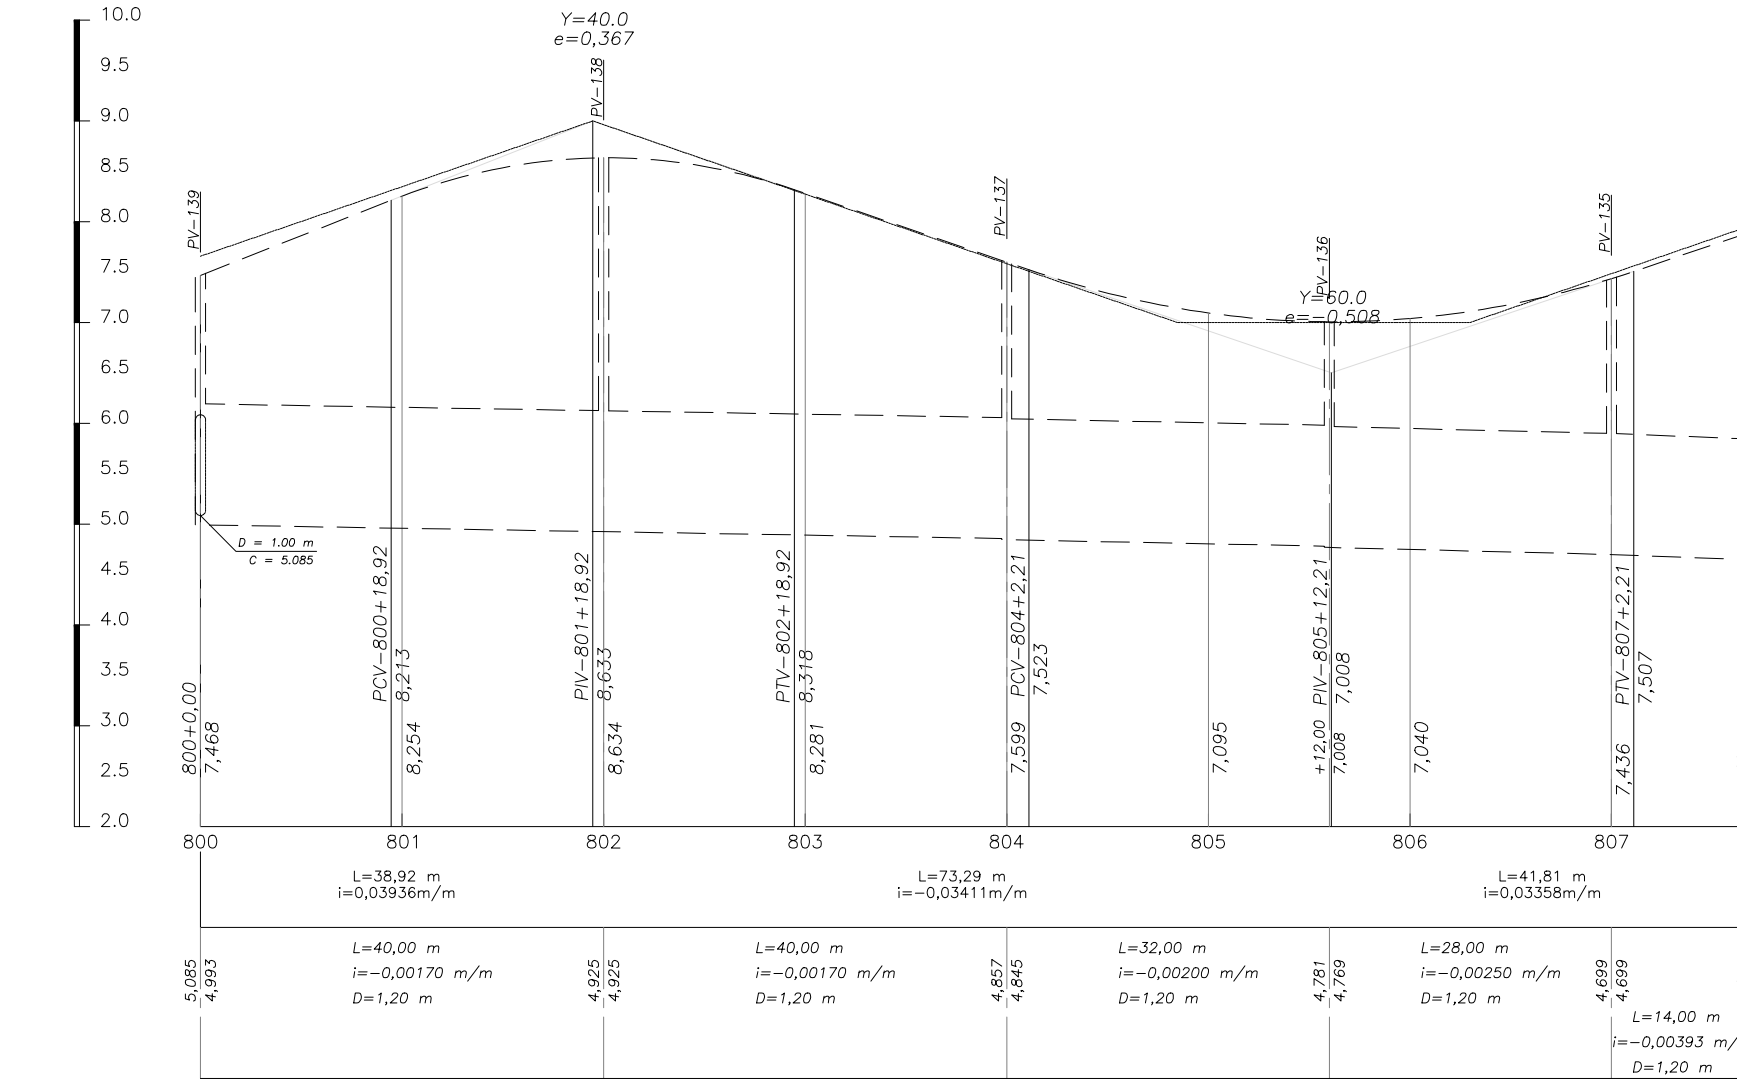 10.0
9.5
9.0
8.5
8.0
7.5
7.0
6.5
6.0
5.5
5.0
4.5
4.0
3.5
3.0
2.5
2.0
Y=40.0
e=0,367
PV-139
PV-138
PV-137
Y=60.0
e=-0,508
PV-136
PV-135
D = 1.00 m
C = 5.085
800+0,00
7,468
PCV-800+18,92
8,213
8,254
PIV-801+18,92
8,633
8,634
PTV-802+18,92
8,318
8,281
PCV-804+2,21
7,523
7,599
7,095
PIV-805+12,21
7,008
+12,00
7,008
7,040
PTV-807+2,21
7,507
7,436
800
801
802
803
804
805
806
807
L=38,92 m
i=0,03936m/m
L=73,29 m
i=-0,03411m/m
L=41,81 m
i=0,03358m/m
5,085
4,993
L=40,00 m
i=-0,00170 m/m
D=1,20 m
4,925
4,925
L=40,00 m
i=-0,00170 m/m
D=1,20 m
4,857
4,845
L=32,00 m
i=-0,00200 m/m
D=1,20 m
4,781
4,769
L=28,00 m
i=-0,00250 m/m
D=1,20 m
4,699
4,699
L=14,00 m
i=-0,00393 m/
D=1,20 m